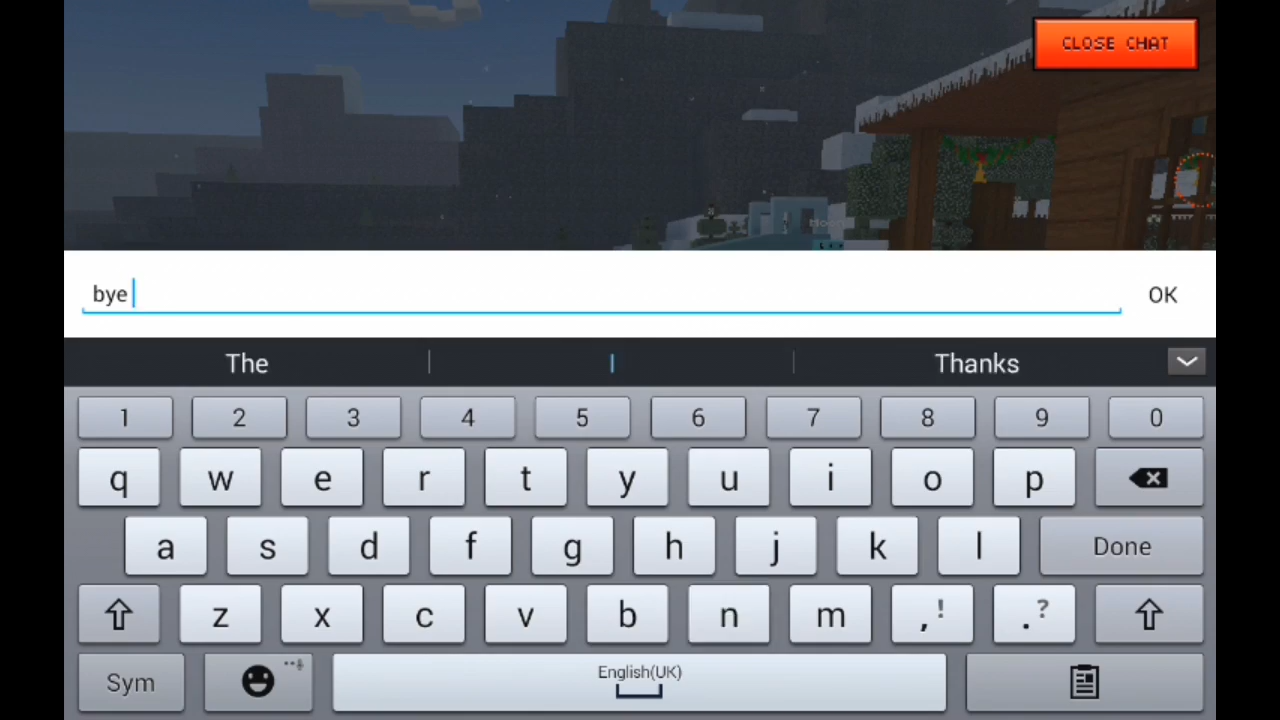 CLOSE CHAT
bye
OK
The
I
Thanks
1 2 3 4 5 6 7 8 9 0
q w e r t y u i o p
a s d f g h j k l Done
z x c v b n m , ! . ?
Sym English(UK)